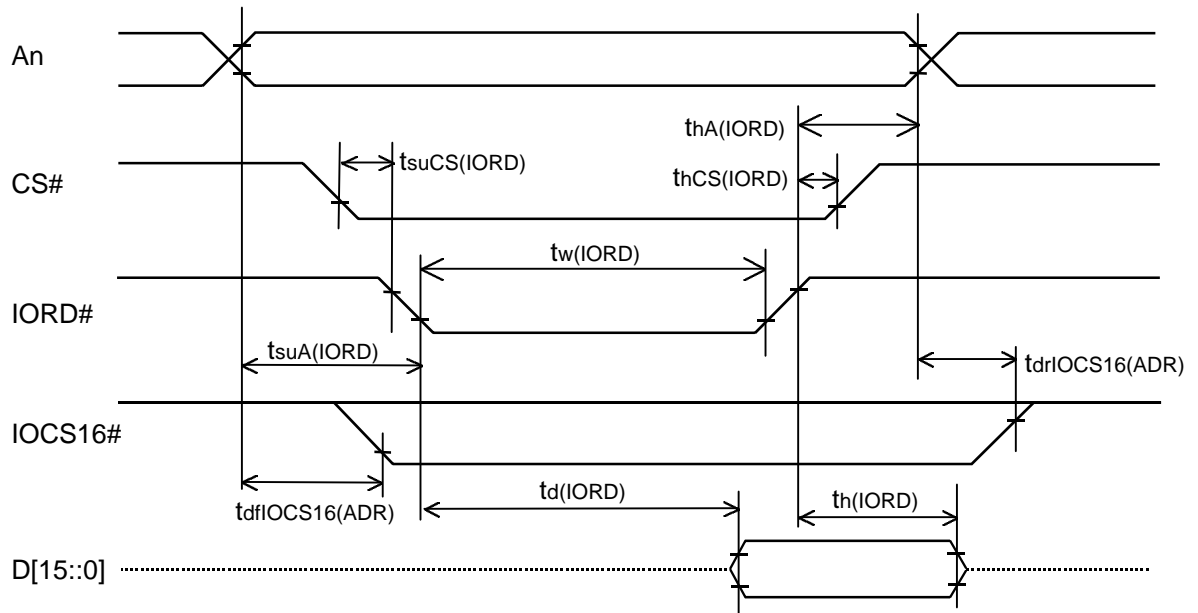 An
thA(IORD)
tsuCS(IORD)
thCS(IORD)
CS#
tw(IORD)
IORD#
tsuA(IORD)
tdrIOCS16(ADR)
IOCS16#
td(IORD)
th(IORD)
tdfIOCS16(ADR)
D[15::0]